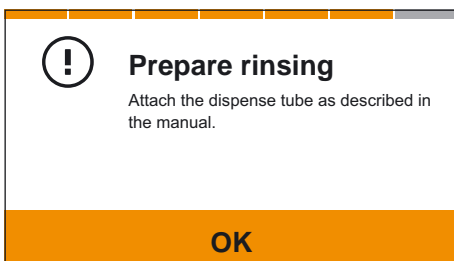 Prepare rinsing
Attach the dispense tube as described in
the manual.
OK